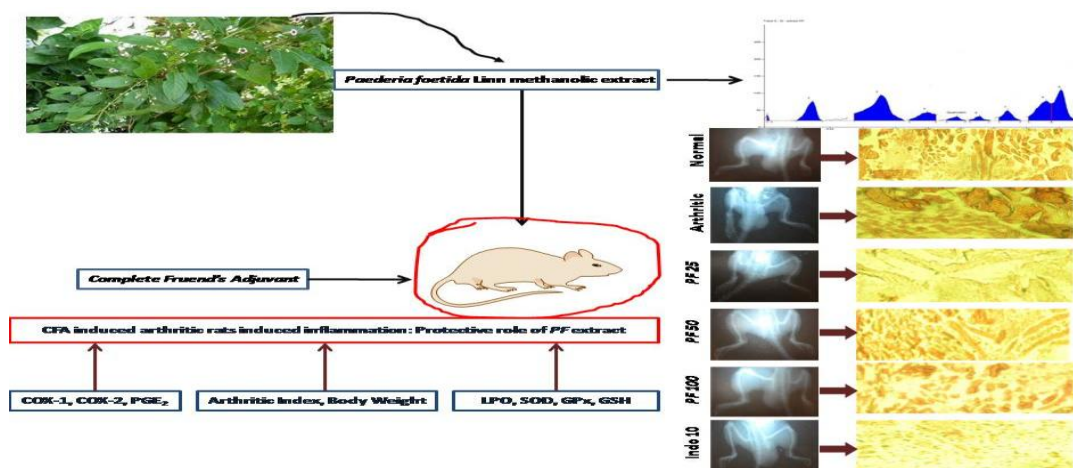 Paederia foetida Linn methanolic extract
Complete Fruend's Adjuvant
CFA induced arthritic rats induced inflammation : Protective role of PF extract
COX-1, COX-2, PGE₂
Arthritic Index, Body Weight
LPO, SOD, GPx, GSH
Normal
Arthritic
PF 25
PF 50
PF 100
Indo 10